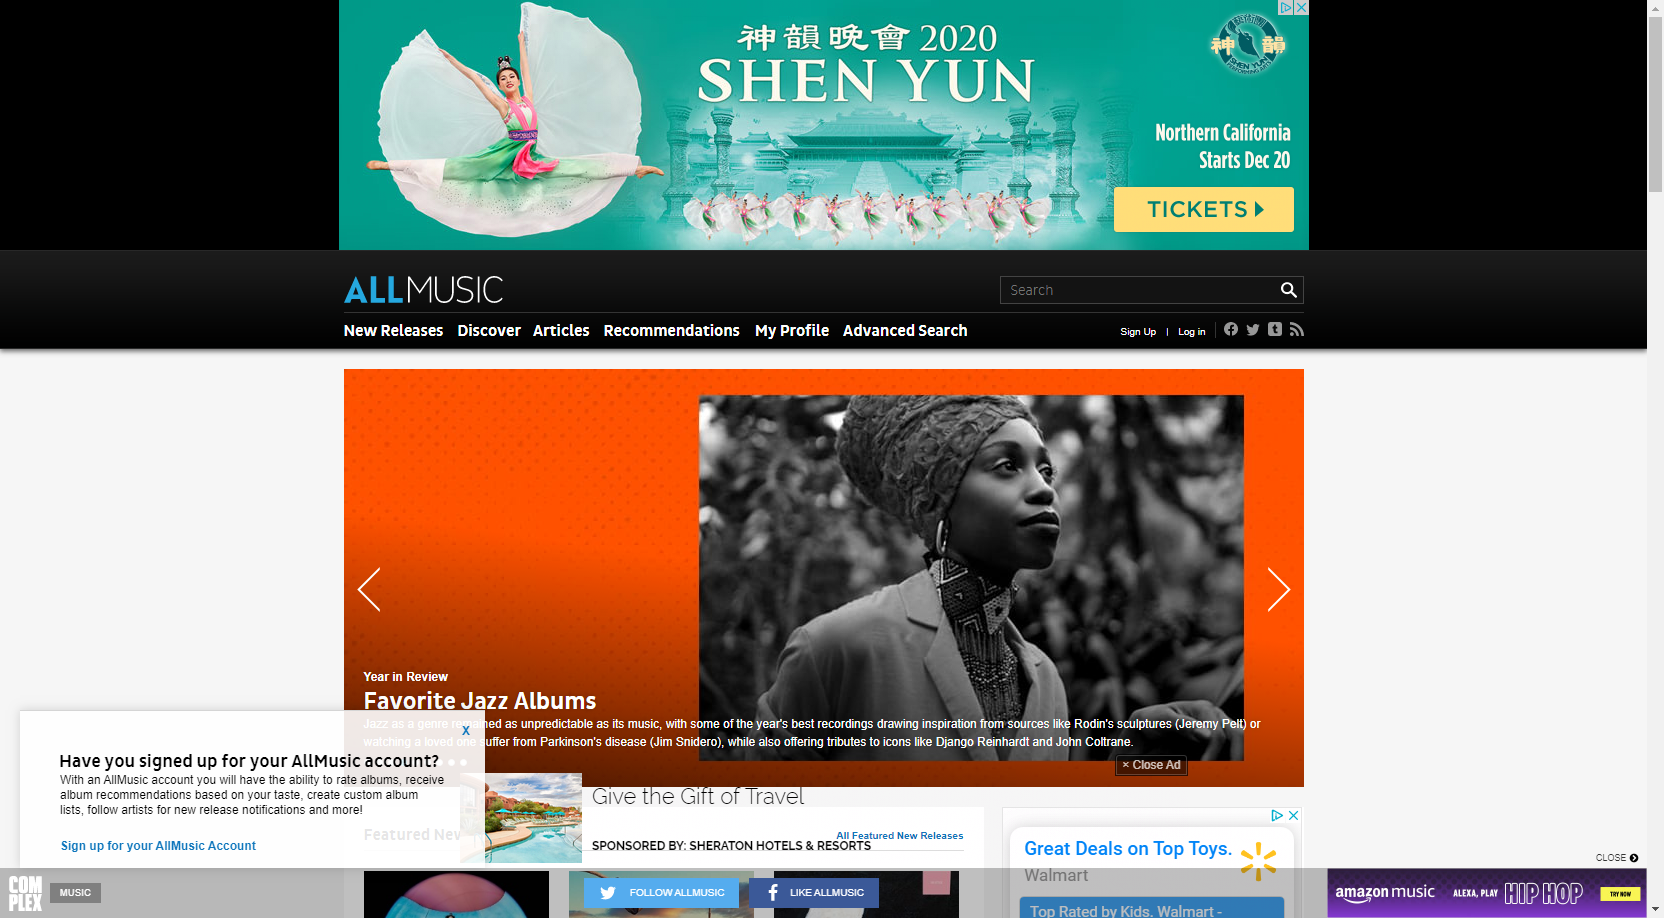 神韻晚會 2020
SHEN YUN
神 韻
SHEN YUN
PERFORMING ARTS
Northern California
Starts Dec 20
TICKETS
ALLMUSIC
Search
New Releases Discover Articles Recommendations My Profile Advanced Search
Sign Up | Log in
Year in Review
Favorite Jazz Albums
Jazz as a genre remained as unpredictable as its music, with some of the year's best recordings drawing inspiration from sources like Rodin's sculptures (Jeremy Pelt) or
watching a loved one suffer from Parkinson's disease (Jim Snidero), while also offering tributes to icons like Django Reinhardt and John Coltrane.
X
Have you signed up for your AllMusic account?
With an AllMusic account you will have the ability to rate albums, receive
album recommendations based on your taste, create custom album
lists, follow artists for new release notifications and more!
Sign up for your AllMusic Account
× Close Ad
Give the Gift of Travel
SPONSORED BY: SHERATON HOTELS & RESORTS
Featured New
All Featured New Releases
Great Deals on Top Toys.
Walmart
Top Rated by Kids. Walmart -
CLOSE
COMPLEX
MUSIC
FOLLOW ALLMUSIC
LIKE ALLMUSIC
amazon music ALEXA, PLAY HIP HOP TRY NOW